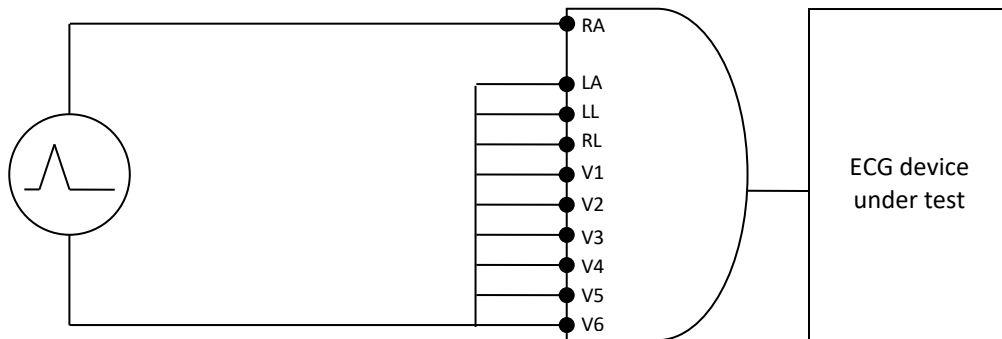 RA
LA
LL
RL
V1
V2
V3
V4
V5
V6
ECG device
under test